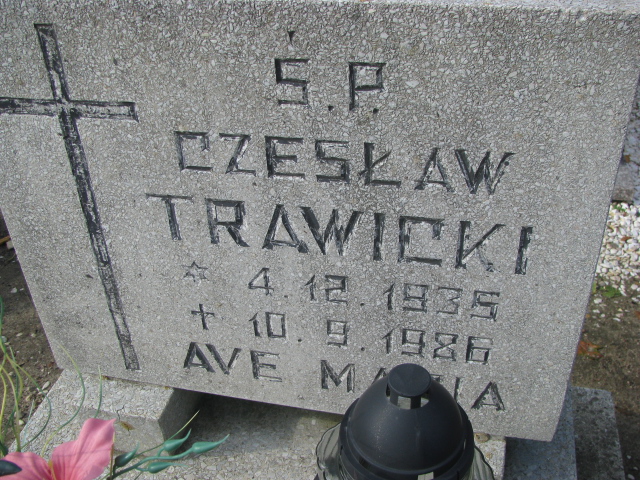 Ś.P.
CZESŁAW
TRAWICKI
4.12.1935
10.9.1986
AVE MARIA